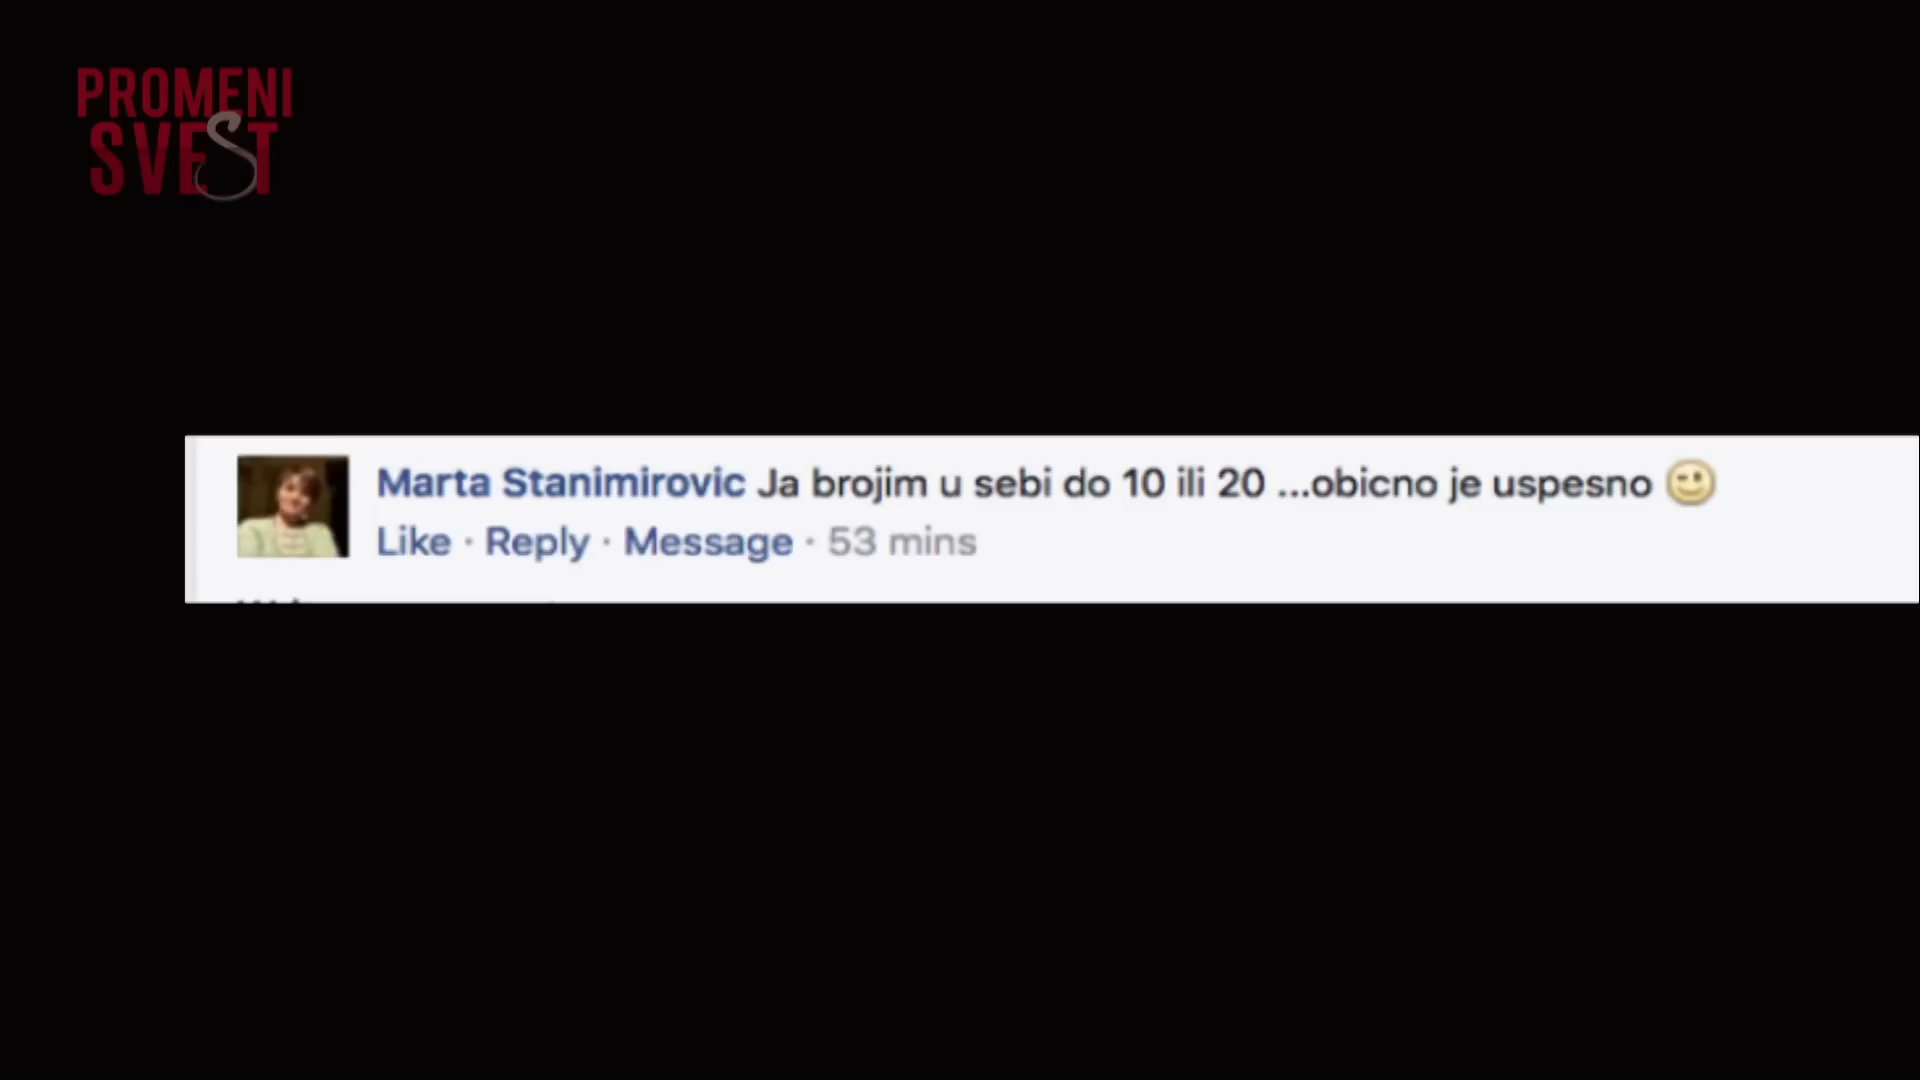 PROMENI
SVEST
Marta Stanimirovic Ja brojim u sebi do 10 ili 20 ...obicno je uspesno
Like · Reply · Message · 53 mins